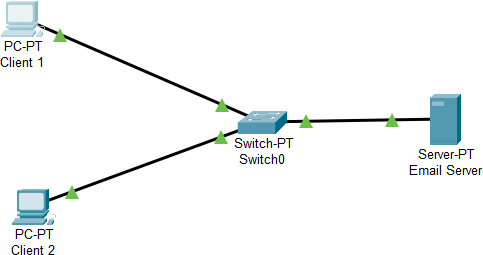 PC-PT
Client 1
Switch-PT
Switch0
Server-PT
Email Server
PC-PT
Client 2